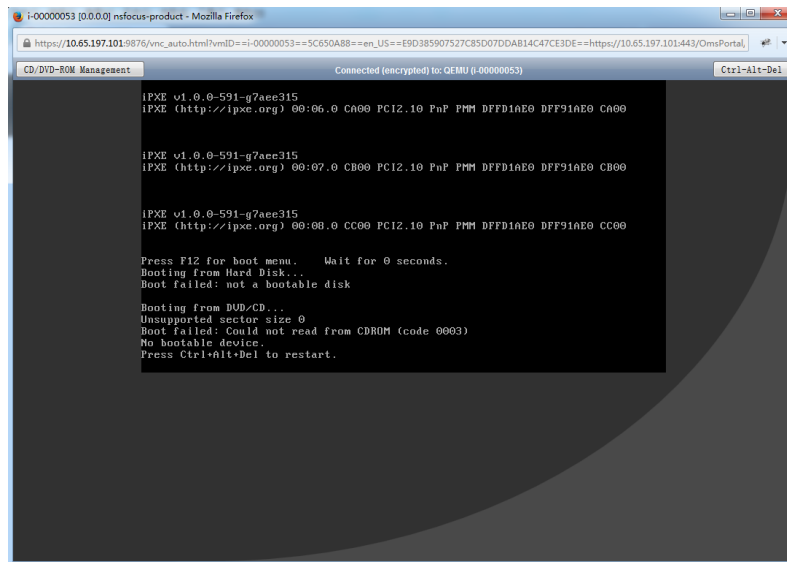 i-00000053 [0.0.0.0] nsfocus-product - Mozilla Firefox
https://10.65.197.101:9876/vnc_auto.html?vmID==i-00000053==5C650A88==en_US==E9D385907527C85D07DDAB14C47CE3DE==https://10.65.197.101:443/OmsPortal,
CD/DVD-ROM Management Connected (encrypted) to: QEMU (i-00000053) Ctrl-Alt-Del
iPXE v1.0.0-591-g7aee315
iPXE (http://ipxe.org) 00:06.0 CA00 PCI2.10 PnP PMM DFFD1AE0 DFF91AE0 CA00
iPXE v1.0.0-591-g7aee315
iPXE (http://ipxe.org) 00:07.0 CB00 PCI2.10 PnP PMM DFFD1AE0 DFF91AE0 CB00
iPXE v1.0.0-591-g7aee315
iPXE (http://ipxe.org) 00:08.0 CC00 PCI2.10 PnP PMM DFFD1AE0 DFF91AE0 CC00
Press F12 for boot menu. Wait for 0 seconds.
Booting from Hard Disk...
Boot failed: not a bootable disk
Booting from DVD/CD...
Unsupported sector size 0
Boot failed: Could not read from CDROM (code 0003)
No bootable device.
Press Ctrl+Alt+Del to restart.